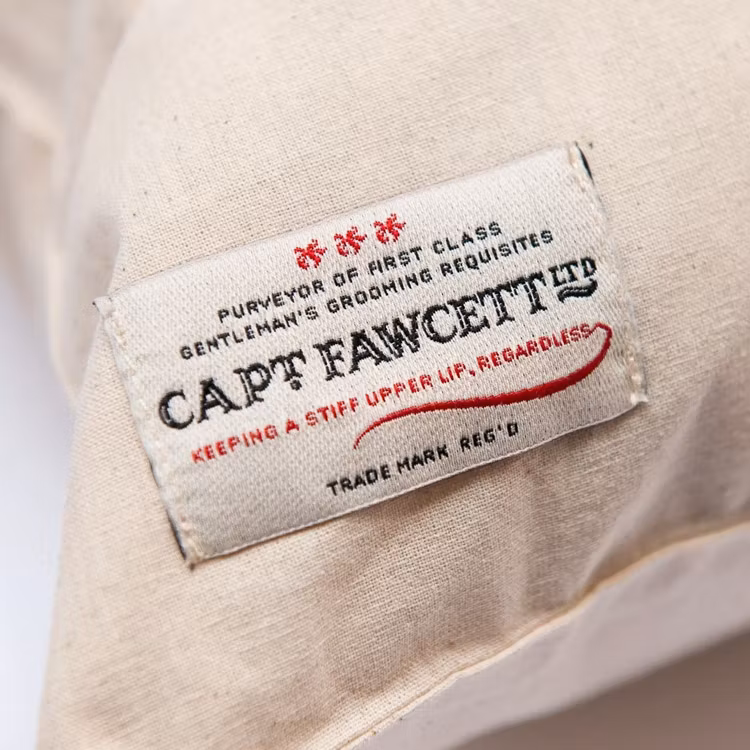 PURVEYOR OF FIRST CLASS
GENTLEMAN'S GROOMING REQUISITES
CAPT FAWCETT LTD
KEEPING A STIFF UPPER LIP, REGARDLESS
TRADE MARK REG'D